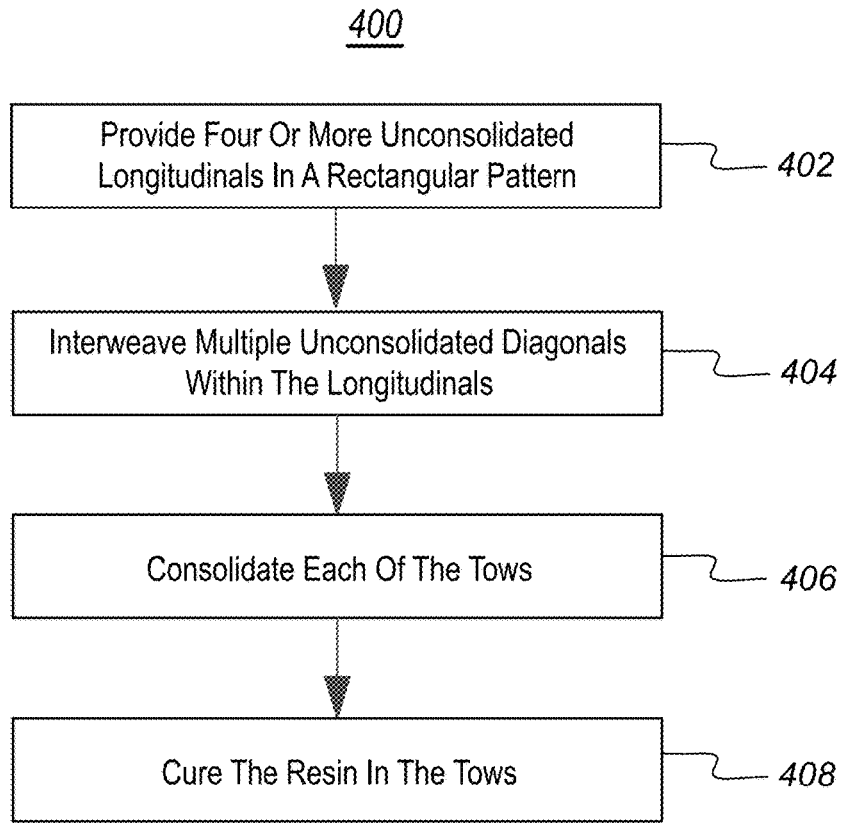 400
Provide Four Or More Unconsolidated
Longitudinals In A Rectangular Pattern
402
Interweave Multiple Unconsolidated Diagonals
Within The Longitudinals
404
Consolidate Each Of The Tows
406
Cure The Resin In The Tows
408